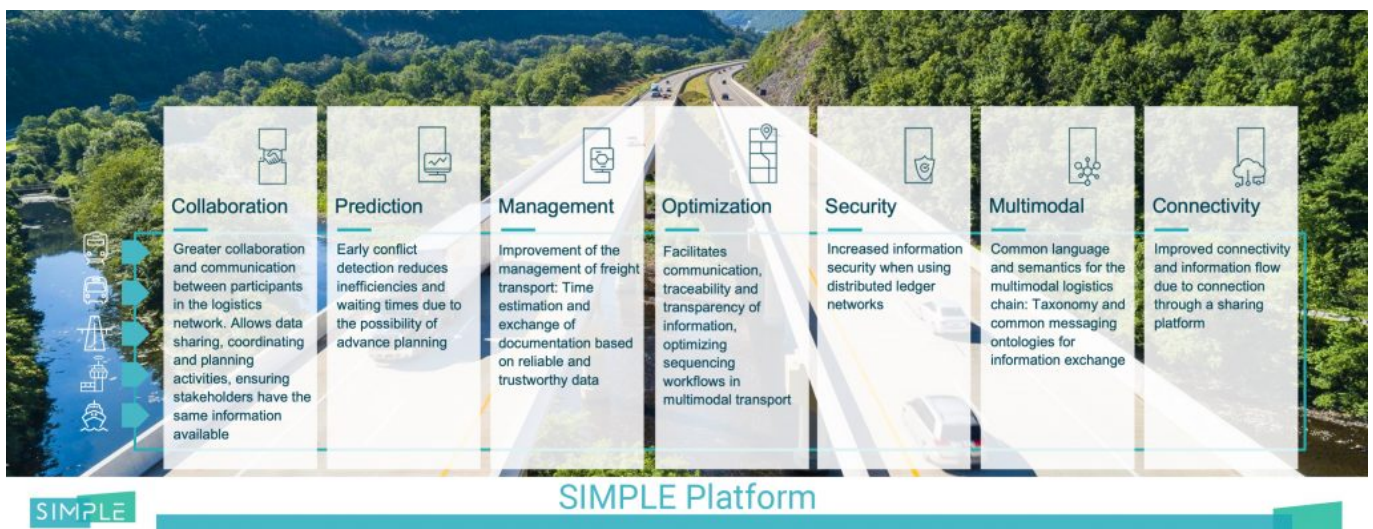 Collaboration
Greater collaboration
and communication
between participants
in the logistics
network. Allows data
sharing, coordinating
and planning
activities, ensuring
stakeholders have the
same information
available
Prediction
Early conflict
detection reduces
inefficiencies and
waiting times due to
the possibility of
advance planning
Management
Improvement of the
management of freight
transport: Time
estimation and
exchange of
documentation based
on reliable and
trustworthy data
Optimization
Facilitates
communication,
traceability and
transparency of
information,
optimizing
sequencing
workflows in
multimodal transport
Security
Increased information
security when using
distributed ledger
networks
Multimodal
Common language
and semantics for the
multimodal logistics
chain: Taxonomy and
common messaging
ontologies for
information exchange
Connectivity
Improved connectivity
and information flow
due to connection
through a sharing
platform
SIMPLE Platform
SIMPLE